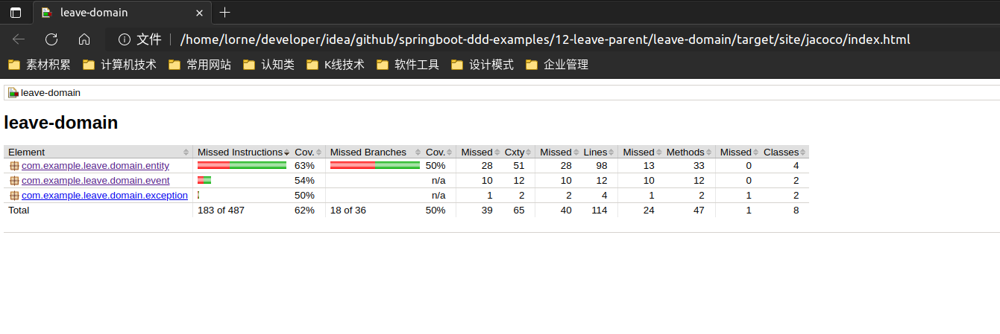 leave-domain
文件 /home/lorne/developer/idea/github/springboot-ddd-examples/12-leave-parent/leave-domain/target/site/jacoco/index.html
素材积累 计算机技术 常用网站 认知类 K线技术 软件工具 设计模式 企业管理
leave-domain
leave-domain
Element Missed Instructions Cov. Missed Branches Cov. Missed Cxty Missed Lines Missed Methods Missed Classes
com.example.leave.domain.entity 63% 50% 28 51 28 98 13 33 0 4
com.example.leave.domain.event 54% n/a 10 12 10 12 10 12 0 2
com.example.leave.domain.exception 50% n/a 1 2 2 4 1 2 1 2
Total 183 of 487 62% 18 of 36 50% 39 65 40 114 24 47 1 8